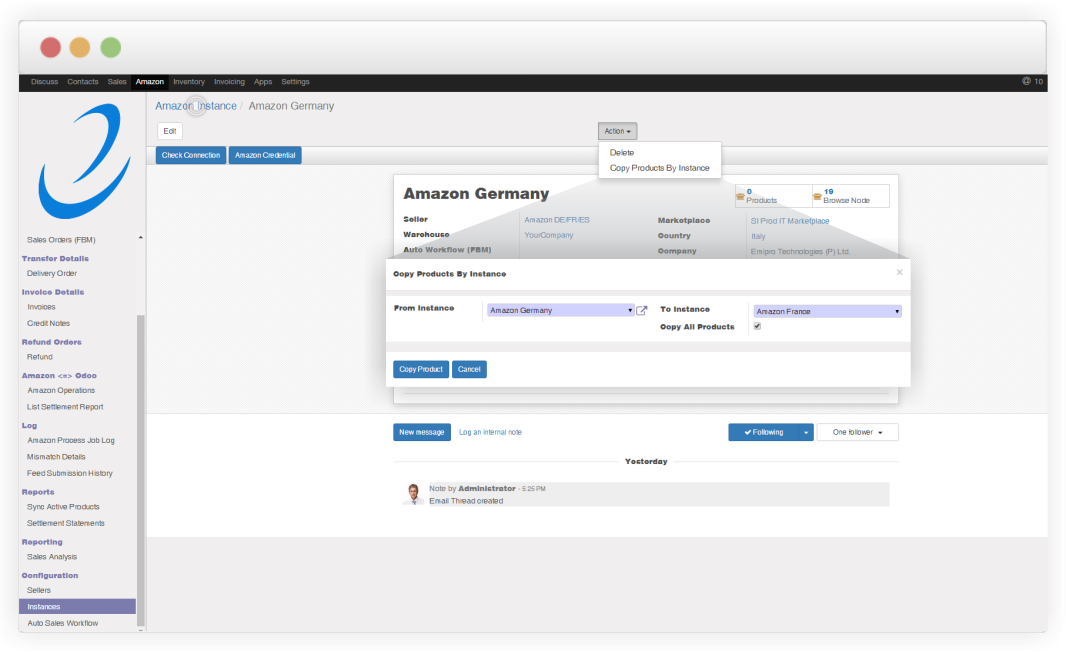 Discuss Contacts Sales Amazon Inventory Invoicing Apps Settings @ 10
Amazon Instance / Amazon Germany
Edit
Action
Check Connection Amazon Credential
Delete
Copy Products By Instance
Amazon Germany
0 Products
19 Browse Node
Seller Amazon DE/FR/ES Marketplace SI Prod IT Marketplace
Warehouse YourCompany Country Italy
Auto Workflow (FBM) Company Emipro Technologies (P) Ltd.
Copy Products By Instance ×
From Instance Amazon Germany To Instance Amazon France
Copy All Products
Copy Product Cancel
New message Log an internal note Following One follower
Yesterday
Note by Administrator - 5:25 PM
Email Thread created
Sales Orders (FBM)
Transfer Details
Delivery Order
Invoice Details
Invoices
Credit Notes
Refund Orders
Refund
Amazon <=> Odoo
Amazon Operations
List Settlement Report
Log
Amazon Process Job Log
Mismatch Details
Feed Submission History
Reports
Sync Active Products
Settlement Statements
Reporting
Sales Analysis
Configuration
Sellers
Instances
Auto Sales Workflow